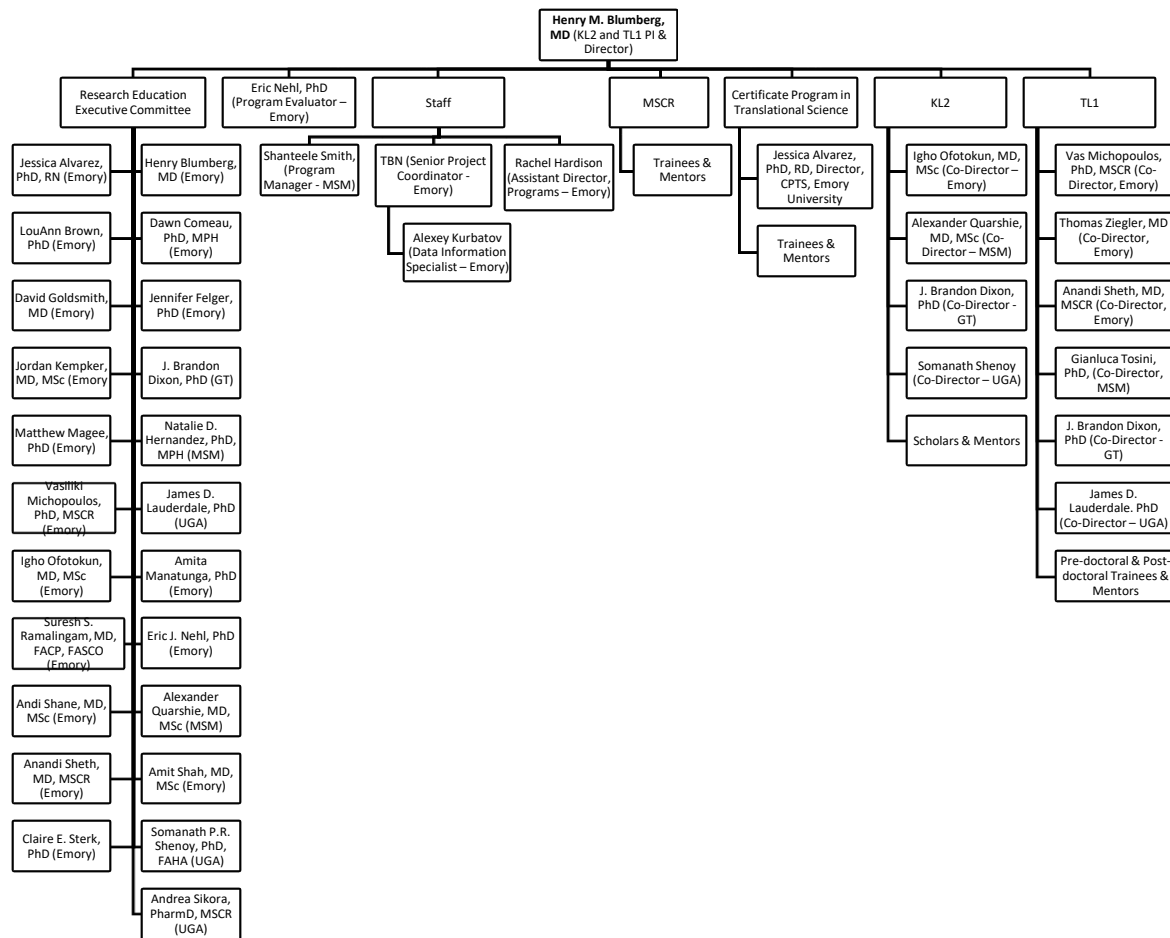 Henry M. Blumberg,
MD (KL2 and TL1 PI &
Director)
Research Education
Executive Committee
Eric Nehl, PhD
(Program Evaluator –
Emory)
Staff
MSCR
Certificate Program in
Translational Science
KL2
TL1
Jessica Alvarez,
PhD, RN (Emory)
Henry Blumberg,
MD (Emory)
LouAnn Brown,
PhD (Emory)
Dawn Comeau,
PhD, MPH
(Emory)
David Goldsmith,
MD (Emory)
Jennifer Felger,
PhD (Emory)
Jordan Kempker,
MD, MSc (Emory
J. Brandon
Dixon, PhD (GT)
Matthew Magee,
PhD (Emory)
Natalie D.
Hernandez, PhD,
MPH (MSM)
Vasiliki
Michopoulos,
PhD, MSCR
(Emory)
James D.
Lauderdale, PhD
(UGA)
Igho Ofotokun,
MD, MSc
(Emory)
Amita
Manatunga, PhD
(Emory)
Suresh S.
Ramalingam, MD,
FACP, FASCO
(Emory)
Eric J. Nehl, PhD
(Emory)
Andi Shane, MD,
MSc (Emory)
Alexander
Quarshie, MD,
MSc (MSM)
Anandi Sheth,
MD, MSCR
(Emory)
Amit Shah, MD,
MSc (Emory)
Claire E. Sterk,
PhD (Emory)
Somanath P.R.
Shenoy, PhD,
FAHA (UGA)
Andrea Sikora,
PharmD, MSCR
(UGA)
Shanteele Smith,
(Program
Manager - MSM)
TBN (Senior Project
Coordinator -
Emory)
Alexey Kurbatov
(Data Information
Specialist – Emory)
Rachel Hardison
(Assistant Director,
Programs – Emory)
Trainees &
Mentors
Jessica Alvarez,
PhD, RD, Director,
CPTS, Emory
University
Trainees &
Mentors
Igho Ofotokun, MD,
MSc (Co-Director –
Emory)
Alexander Quarshie,
MD, MSc (Co-
Director – MSM)
J. Brandon Dixon,
PhD (Co-Director -
GT)
Somanath Shenoy
(Co-Director – UGA)
Scholars & Mentors
Vas Michopoulos,
PhD, MSCR (Co-
Director, Emory)
Thomas Ziegler, MD
(Co-Director,
Emory)
Anandi Sheth, MD,
MSCR (Co-Director,
Emory)
Gianluca Tosini,
PhD, (Co-Director,
MSM)
J. Brandon Dixon,
PhD (Co-Director -
GT)
James D.
Lauderdale. PhD
(Co-Director – UGA)
Pre-doctoral & Post-
doctoral Trainees &
Mentors